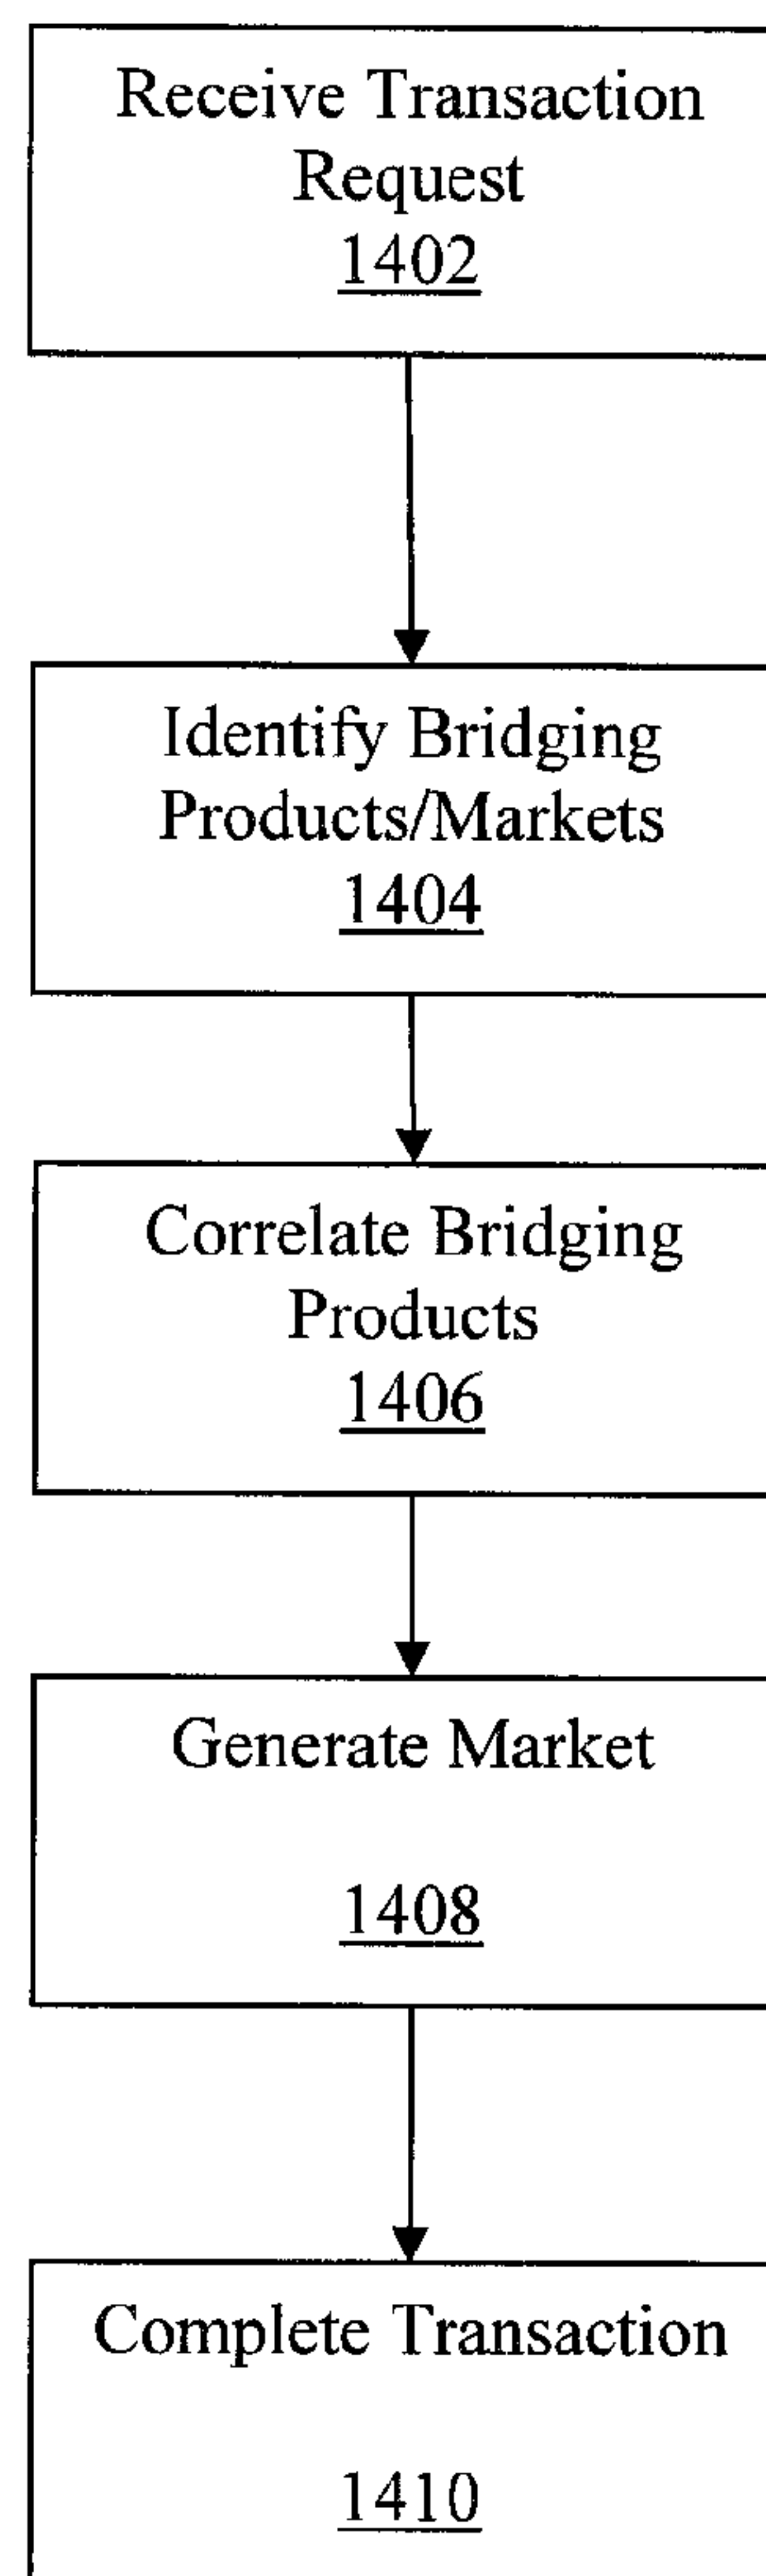 Receive Transaction
Request
1402
Identify Bridging
Products/Markets
1404
Correlate Bridging
Products
1406
Generate Market
1408
Complete Transaction
1410